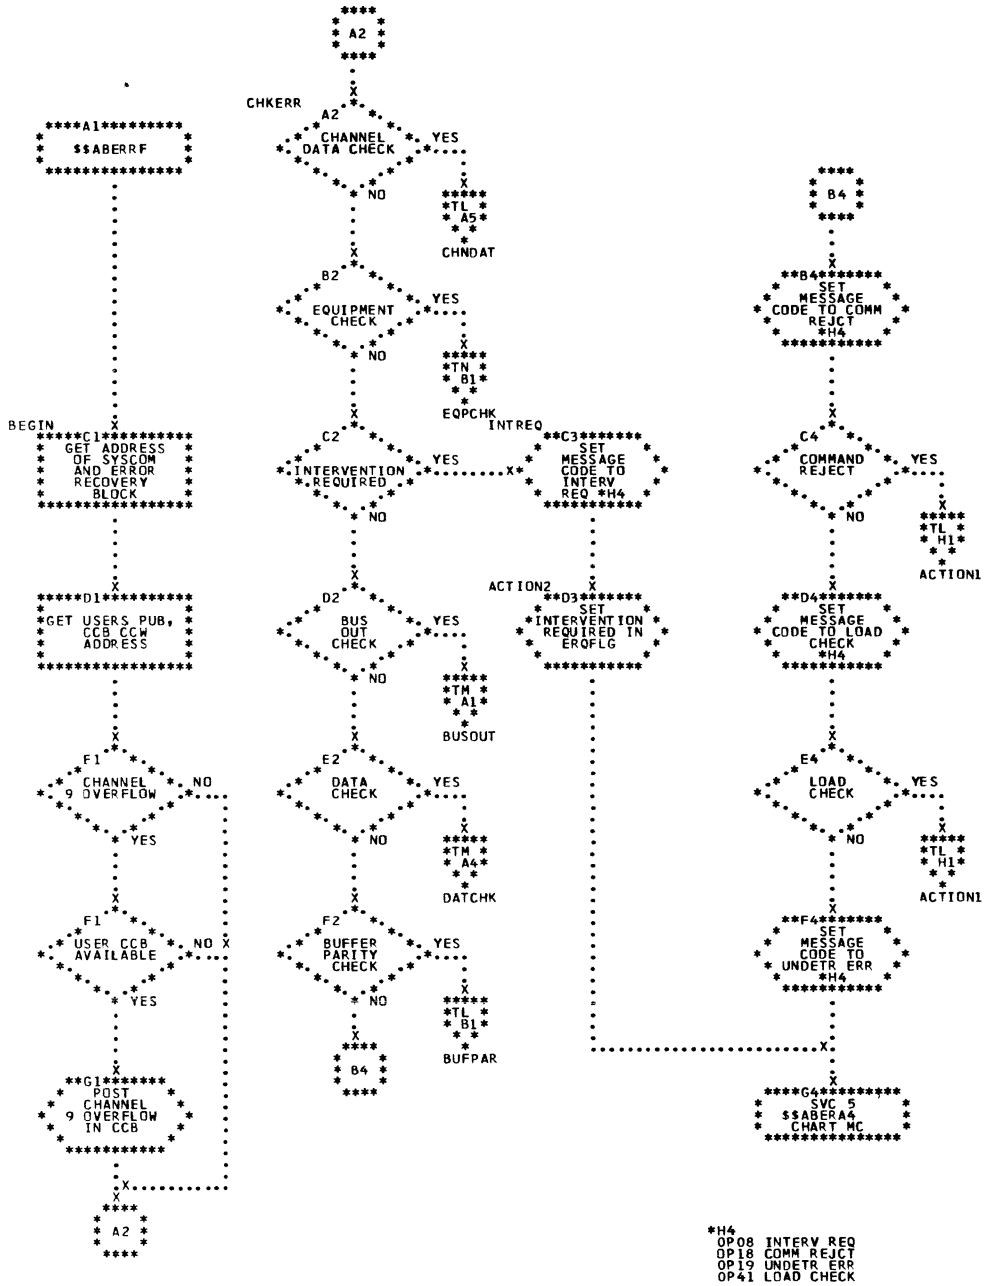 A1
$$ABERRF
BEGIN
C1
GET ADDRESS
OF SYSCOM
AND ERROR
RECOVERY
BLOCK
D1
GET USERS PUB,
CCB CCW
ADDRESS
F1
CHANNEL
9 OVERFLOW
NO
YES
F1
USER CCB
AVAILABLE
NO X
YES
G1
POST
CHANNEL
9 OVERFLOW
IN CCB
A2
A2
CHKERR
A2
CHANNEL
DATA CHECK
YES
NO
TL
A5
CHNDAT
B2
EQUIPMENT
CHECK
YES
NO
TN
B1
EQPCHK
C2
INTERVENTION
REQUIRED
YES
NO
D2
BUS
OUT
CHECK
YES
NO
TM
A1
BUSOUT
E2
DATA
CHECK
YES
NO
TM
A4
DATCHK
F2
BUFFER
PARITY
CHECK
YES
NO
TL
B1
BUFPAR
B4
INTREQ
C3
SET
MESSAGE
CODE TO
INTERV
REQ *H4
ACTION2
D3
SET
INTERVENTION
REQUIRED IN
ERQFLG
B4
B4
SET
MESSAGE
CODE TO COMM
REJCT
*H4
C4
COMMAND
REJECT
YES
NO
TL
H1
ACTION1
D4
SET
MESSAGE
CODE TO LOAD
CHECK
*H4
E4
LOAD
CHECK
YES
NO
TL
H1
ACTION1
F4
SET
MESSAGE
CODE TO
UNDETR ERR
*H4
G4
SVC 5
$$ABERA4
CHART MC
*H4
OP08 INTERV REQ
OP18 COMM REJCT
OP19 UNDETR ERR
OP41 LOAD CHECK